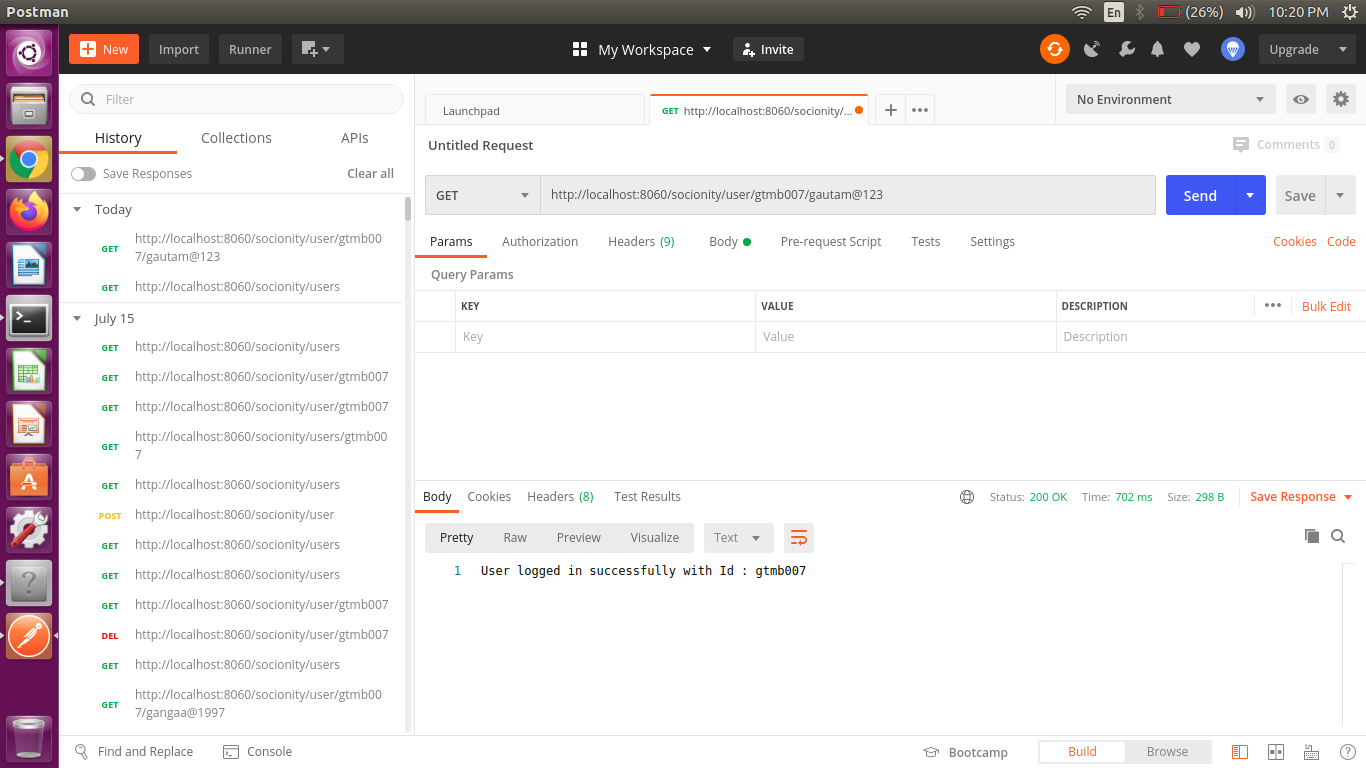 Postman
En
(26%)
10:20 PM
New
Import
Runner
My Workspace
Invite
Upgrade
Filter
History
Collections
APIs
Save Responses
Clear all
Today
GET
http://localhost:8060/socionity/user/gtmb00
7/gautam@123
GET http://localhost:8060/socionity/users
July 15
GET http://localhost:8060/socionity/users
GET http://localhost:8060/socionity/user/gtmb007
GET http://localhost:8060/socionity/user/gtmb007
GET
http://localhost:8060/socionity/users/gtmb00
7
GET http://localhost:8060/socionity/users
POST http://localhost:8060/socionity/user
GET http://localhost:8060/socionity/users
GET http://localhost:8060/socionity/users
GET http://localhost:8060/socionity/user/gtmb007
DEL http://localhost:8060/socionity/user/gtmb007
GET http://localhost:8060/socionity/users
GET
http://localhost:8060/socionity/user/gtmb00
7/gangaa@1997
Launchpad
GET http://localhost:8060/socionity/...
No Environment
Untitled Request
Comments 0
GET
http://localhost:8060/socionity/user/gtmb007/gautam@123
Send
Save
Params
Authorization
Headers (9)
Body
Pre-request Script
Tests
Settings
Cookies
Code
Query Params
KEY
VALUE
DESCRIPTION
Bulk Edit
Key
Value
Description
Body
Cookies
Headers (8)
Test Results
Status: 200 OK
Time: 702 ms
Size: 298 B
Save Response
Pretty
Raw
Preview
Visualize
Text
1 User logged in successfully with Id : gtmb007
Find and Replace
Console
Bootcamp
Build
Browse